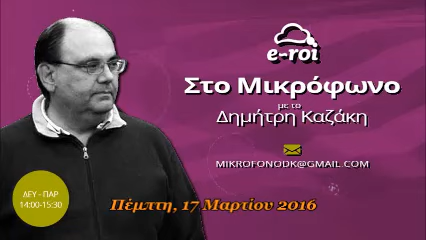 e-roi
Στο Μικρόφωνο
με το
Δημήτρη Καζάκη
MIKROFONODK@GMAIL.COM
ΔΕΥ - ΠΑΡ
14:00-15:30
Πέμπτη, 17 Μαρτίου 2016